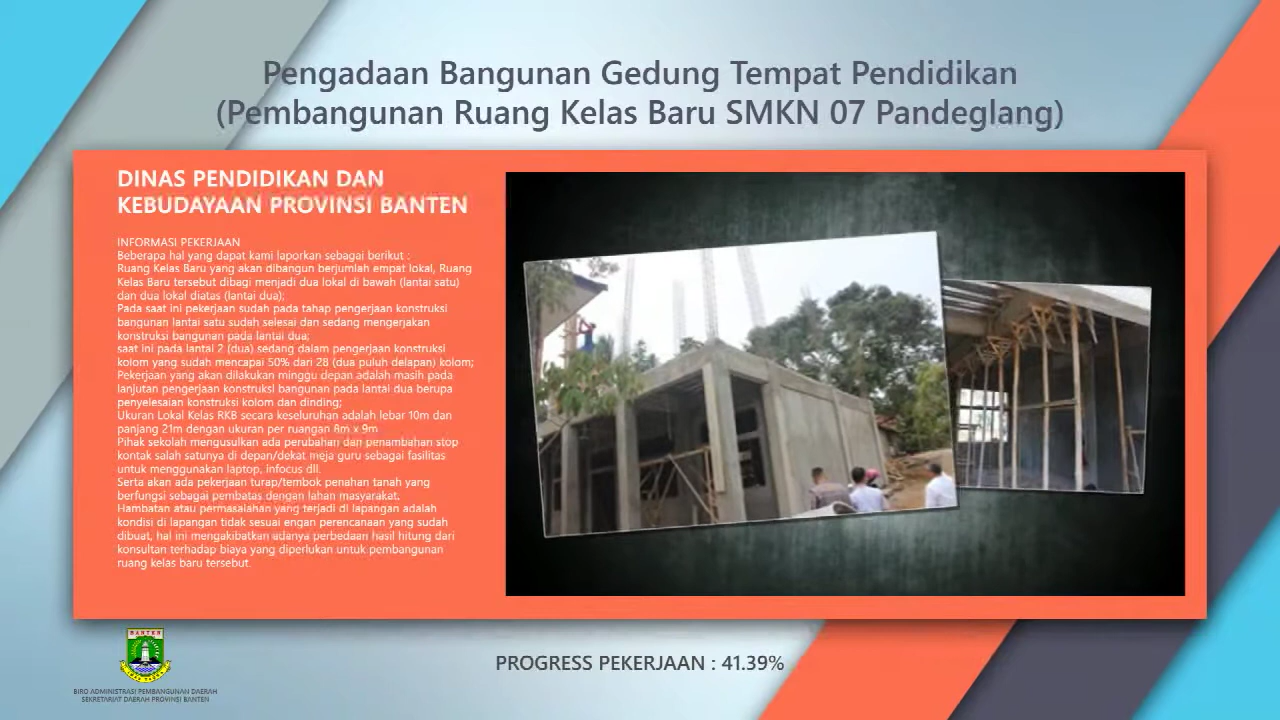 Pengadaan Bangunan Gedung Tempat Pendidikan
(Pembangunan Ruang Kelas Baru SMKN 07 Pandeglang)
DINAS PENDIDIKAN DAN
KEBUDAYAAN PROVINSI BANTEN
INFORMASI PEKERJAAN
Beberapa hal yang dapat kami laporkan sebagai berikut :
Ruang Kelas Baru yang akan dibangun berjumlah empat lokal, Ruang
Kelas Baru tersebut dibagi menjadi dua lokal di bawah (lantai satu)
dan dua lokal diatas (lantai dua);
Pada saat ini pekerjaan sudah pada tahap pengerjaan konstruksi
bangunan lantai satu sudah selesai dan sedang mengerjakan
konstruksi bangunan pada lantai dua;
saat ini pada lantai 2 (dua) sedang dalam pengerjaan konstruksi
kolom yang sudah mencapai 50% dari 28 (dua puluh delapan) kolom;
Pekerjaan yang akan dilakukan minggu depan adalah masih pada
lanjutan pengerjaan konstruksi bangunan pada lantai dua berupa
penyelesaian konstruksi kolom dan dinding;
Ukuran Lokal Kelas RKB secara keseluruhan adalah lebar 10m dan
panjang 21m dengan ukuran per ruangan 8m x 9m
Pihak sekolah mengusulkan ada perubahan dan penambahan stop
kontak salah satunya di depan/dekat meja guru sebagai fasilitas
untuk menggunakan laptop, infocus dll.
Serta akan ada pekerjaan turap/tembok penahan tanah yang
berfungsi sebagai pembatas dengan lahan masyarakat.
Hambatan atau permasalahan yang terjadi di lapangan adalah
kondisi di lapangan tidak sesuai engan perencanaan yang sudah
dibuat, hal ini mengakibatkan adanya perbedaan hasil hitung dari
konsultan terhadap biaya yang diperlukan untuk pembangunan
ruang kelas baru tersebut.
BANTEN
BIRO ADMINISTRASI PEMBANGUNAN DAERAH
SEKRETARIAT DAERAH PROVINSI BANTEN
PROGRESS PEKERJAAN : 41.39%